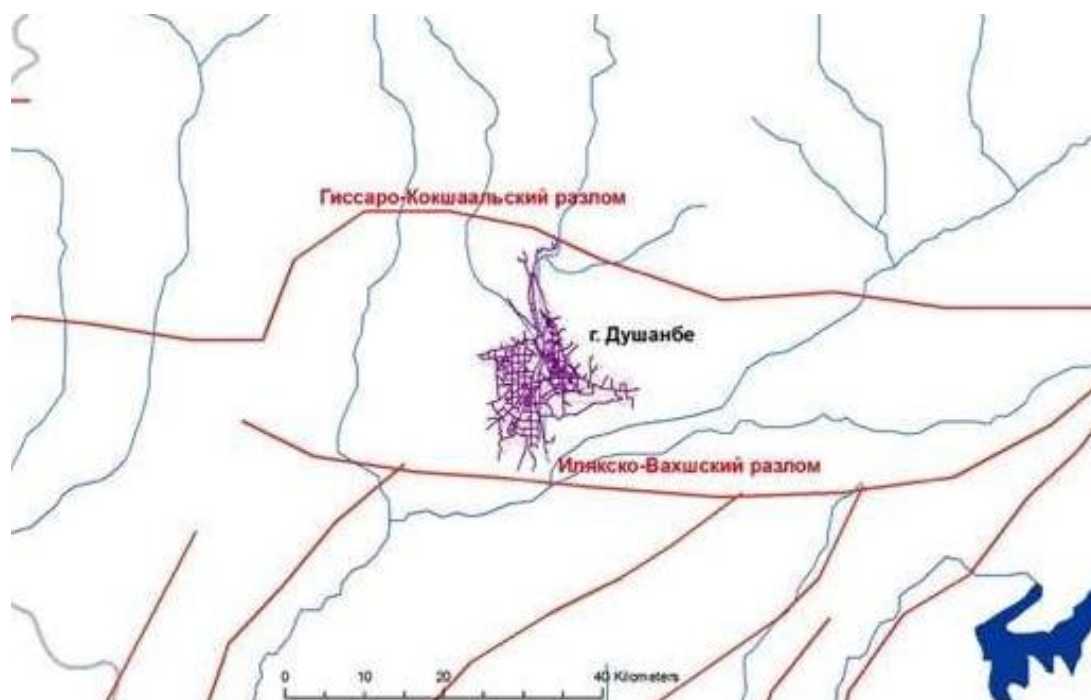 Гиссаро-Кокшаальский разлом
г. Душанбе
Илякско-Вахшский разлом
0 10 20 40 Kilometers